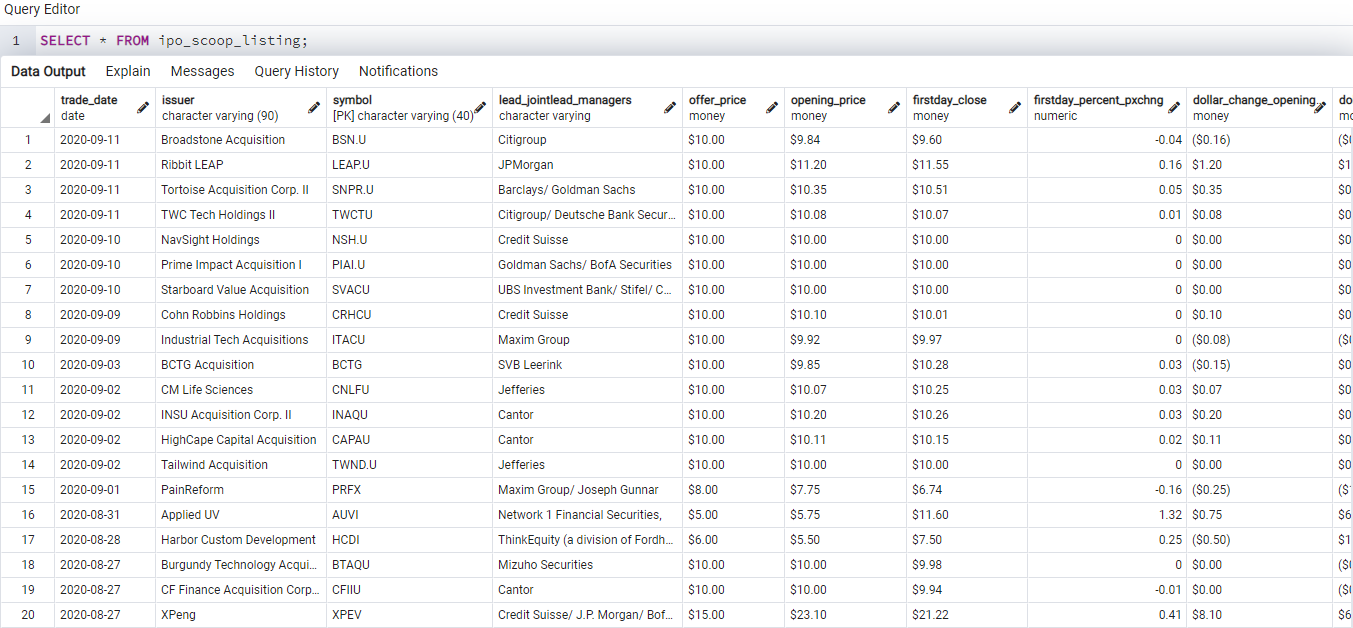 Query Editor
1 SELECT * FROM ipo_scoop_listing;
Data Output Explain Messages Query History Notifications
trade_date issuer symbol lead_jointlead_managers offer_price opening_price firstday_close firstday_percent_pxchng dollar_change_opening... do
date character varying (90) [PK] character varying (40) character varying money money money numeric money mo
1 2020-09-11 Broadstone Acquisition BSN.U Citigroup $10.00 $9.84 $9.60 -0.04 ($0.16) ($0
2 2020-09-11 Ribbit LEAP LEAP.U JPMorgan $10.00 $11.20 $11.55 0.16 $1.20 $1
3 2020-09-11 Tortoise Acquisition Corp. II SNPR.U Barclays/ Goldman Sachs $10.00 $10.35 $10.51 0.05 $0.35 $0
4 2020-09-11 TWC Tech Holdings II TWCTU Citigroup/ Deutsche Bank Secur... $10.00 $10.08 $10.07 0.01 $0.08 $0
5 2020-09-10 NavSight Holdings NSH.U Credit Suisse $10.00 $10.00 $10.00 0 $0.00 $0
6 2020-09-10 Prime Impact Acquisition I PIAI.U Goldman Sachs/ BofA Securities $10.00 $10.00 $10.00 0 $0.00 $0
7 2020-09-10 Starboard Value Acquisition SVACU UBS Investment Bank/ Stifel/ C... $10.00 $10.00 $10.00 0 $0.00 $0
8 2020-09-09 Cohn Robbins Holdings CRHCU Credit Suisse $10.00 $10.10 $10.01 0 $0.10 $0
9 2020-09-09 Industrial Tech Acquisitions ITACU Maxim Group $10.00 $9.92 $9.97 0 ($0.08) ($0
10 2020-09-03 BCTG Acquisition BCTG SVB Leerink $10.00 $9.85 $10.28 0.03 ($0.15) $0
11 2020-09-02 CM Life Sciences CNLFU Jefferies $10.00 $10.07 $10.25 0.03 $0.07 $0
12 2020-09-02 INSU Acquisition Corp. II INAQU Cantor $10.00 $10.20 $10.26 0.03 $0.20 $0
13 2020-09-02 HighCape Capital Acquisition CAPAU Cantor $10.00 $10.11 $10.15 0.02 $0.11 $0
14 2020-09-02 Tailwind Acquisition TWND.U Jefferies $10.00 $10.00 $10.00 0 $0.00 $0
15 2020-09-01 PainReform PRFX Maxim Group/ Joseph Gunnar $8.00 $7.75 $6.74 -0.16 ($0.25) ($
16 2020-08-31 Applied UV AUVI Network 1 Financial Securities, $5.00 $5.75 $11.60 1.32 $0.75 $6
17 2020-08-28 Harbor Custom Development HCDI ThinkEquity (a division of Fordh... $6.00 $5.50 $7.50 0.25 ($0.50) $1
18 2020-08-27 Burgundy Technology Acqui... BTAQU Mizuho Securities $10.00 $10.00 $9.98 0 $0.00 ($0
19 2020-08-27 CF Finance Acquisition Corp... CFIIU Cantor $10.00 $10.00 $9.94 -0.01 $0.00 ($0
20 2020-08-27 XPeng XPEV Credit Suisse/ J.P. Morgan/ Bof... $15.00 $23.10 $21.22 0.41 $8.10 $6